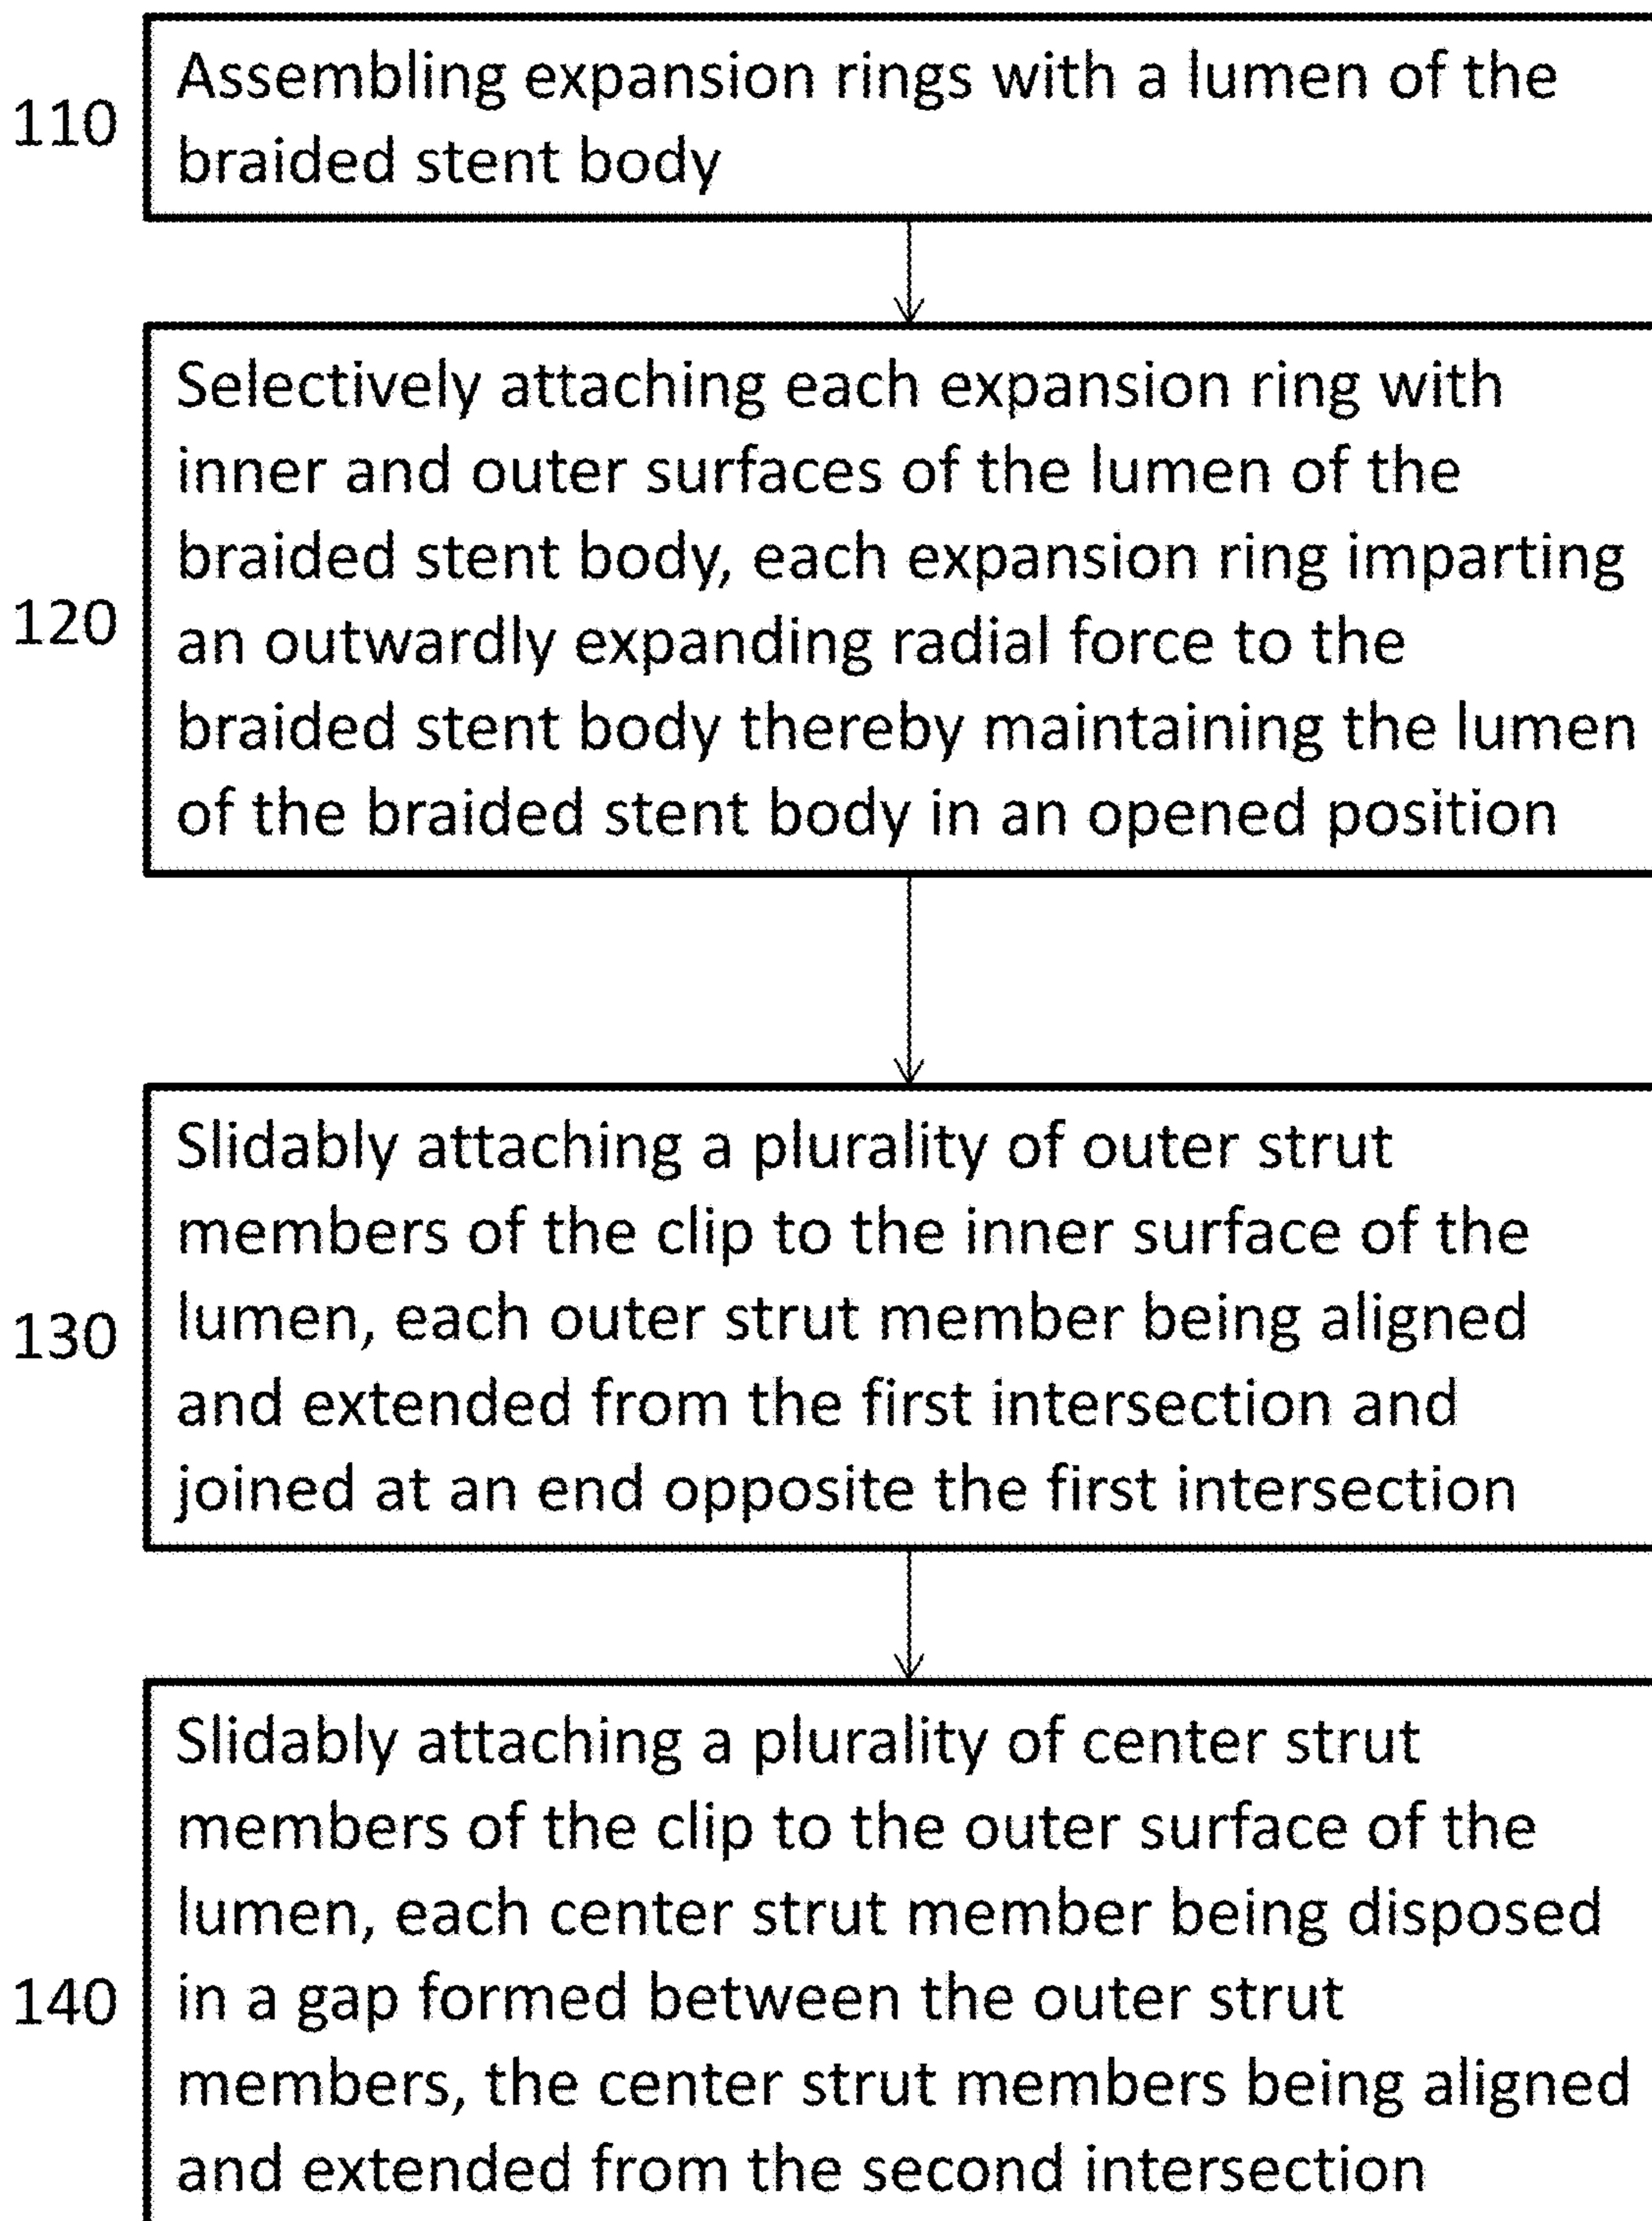 110
Assembling expansion rings with a lumen of the
braided stent body
120
Selectively attaching each expansion ring with
inner and outer surfaces of the lumen of the
braided stent body, each expansion ring imparting
an outwardly expanding radial force to the
braided stent body thereby maintaining the lumen
of the braided stent body in an opened position
130
Slidably attaching a plurality of outer strut
members of the clip to the inner surface of the
lumen, each outer strut member being aligned
and extended from the first intersection and
joined at an end opposite the first intersection
140
Slidably attaching a plurality of center strut
members of the clip to the outer surface of the
lumen, each center strut member being disposed
in a gap formed between the outer strut
members, the center strut members being aligned
and extended from the second intersection